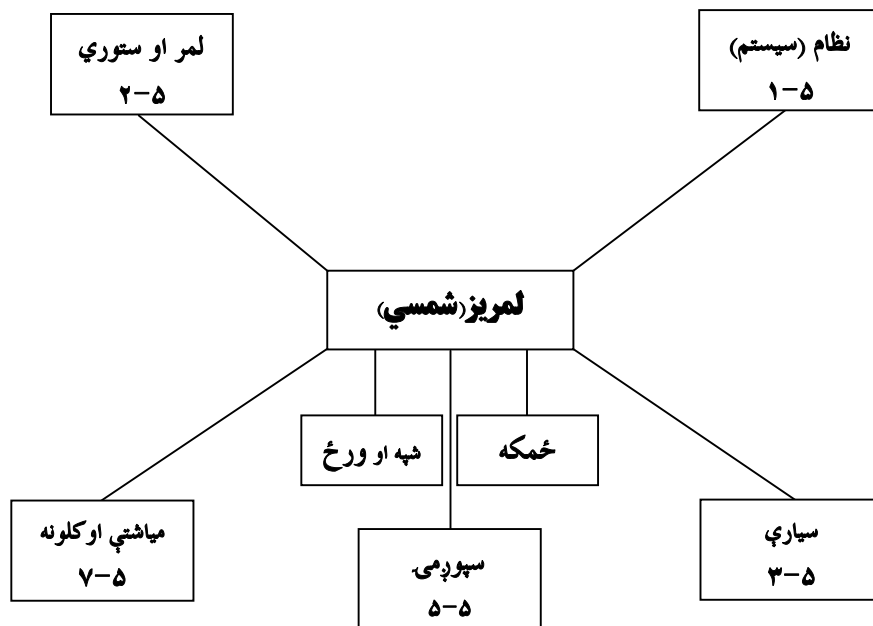 نظام (سیستم)
۵-۱
لمر او ستوري
۵-۲
لمریز(شمسي)
ځمکه
شپه او ورځ
سیارې
۵-۳
سپوږمۍ
۵-۵
میاشتې اوکلونه
۵-۷